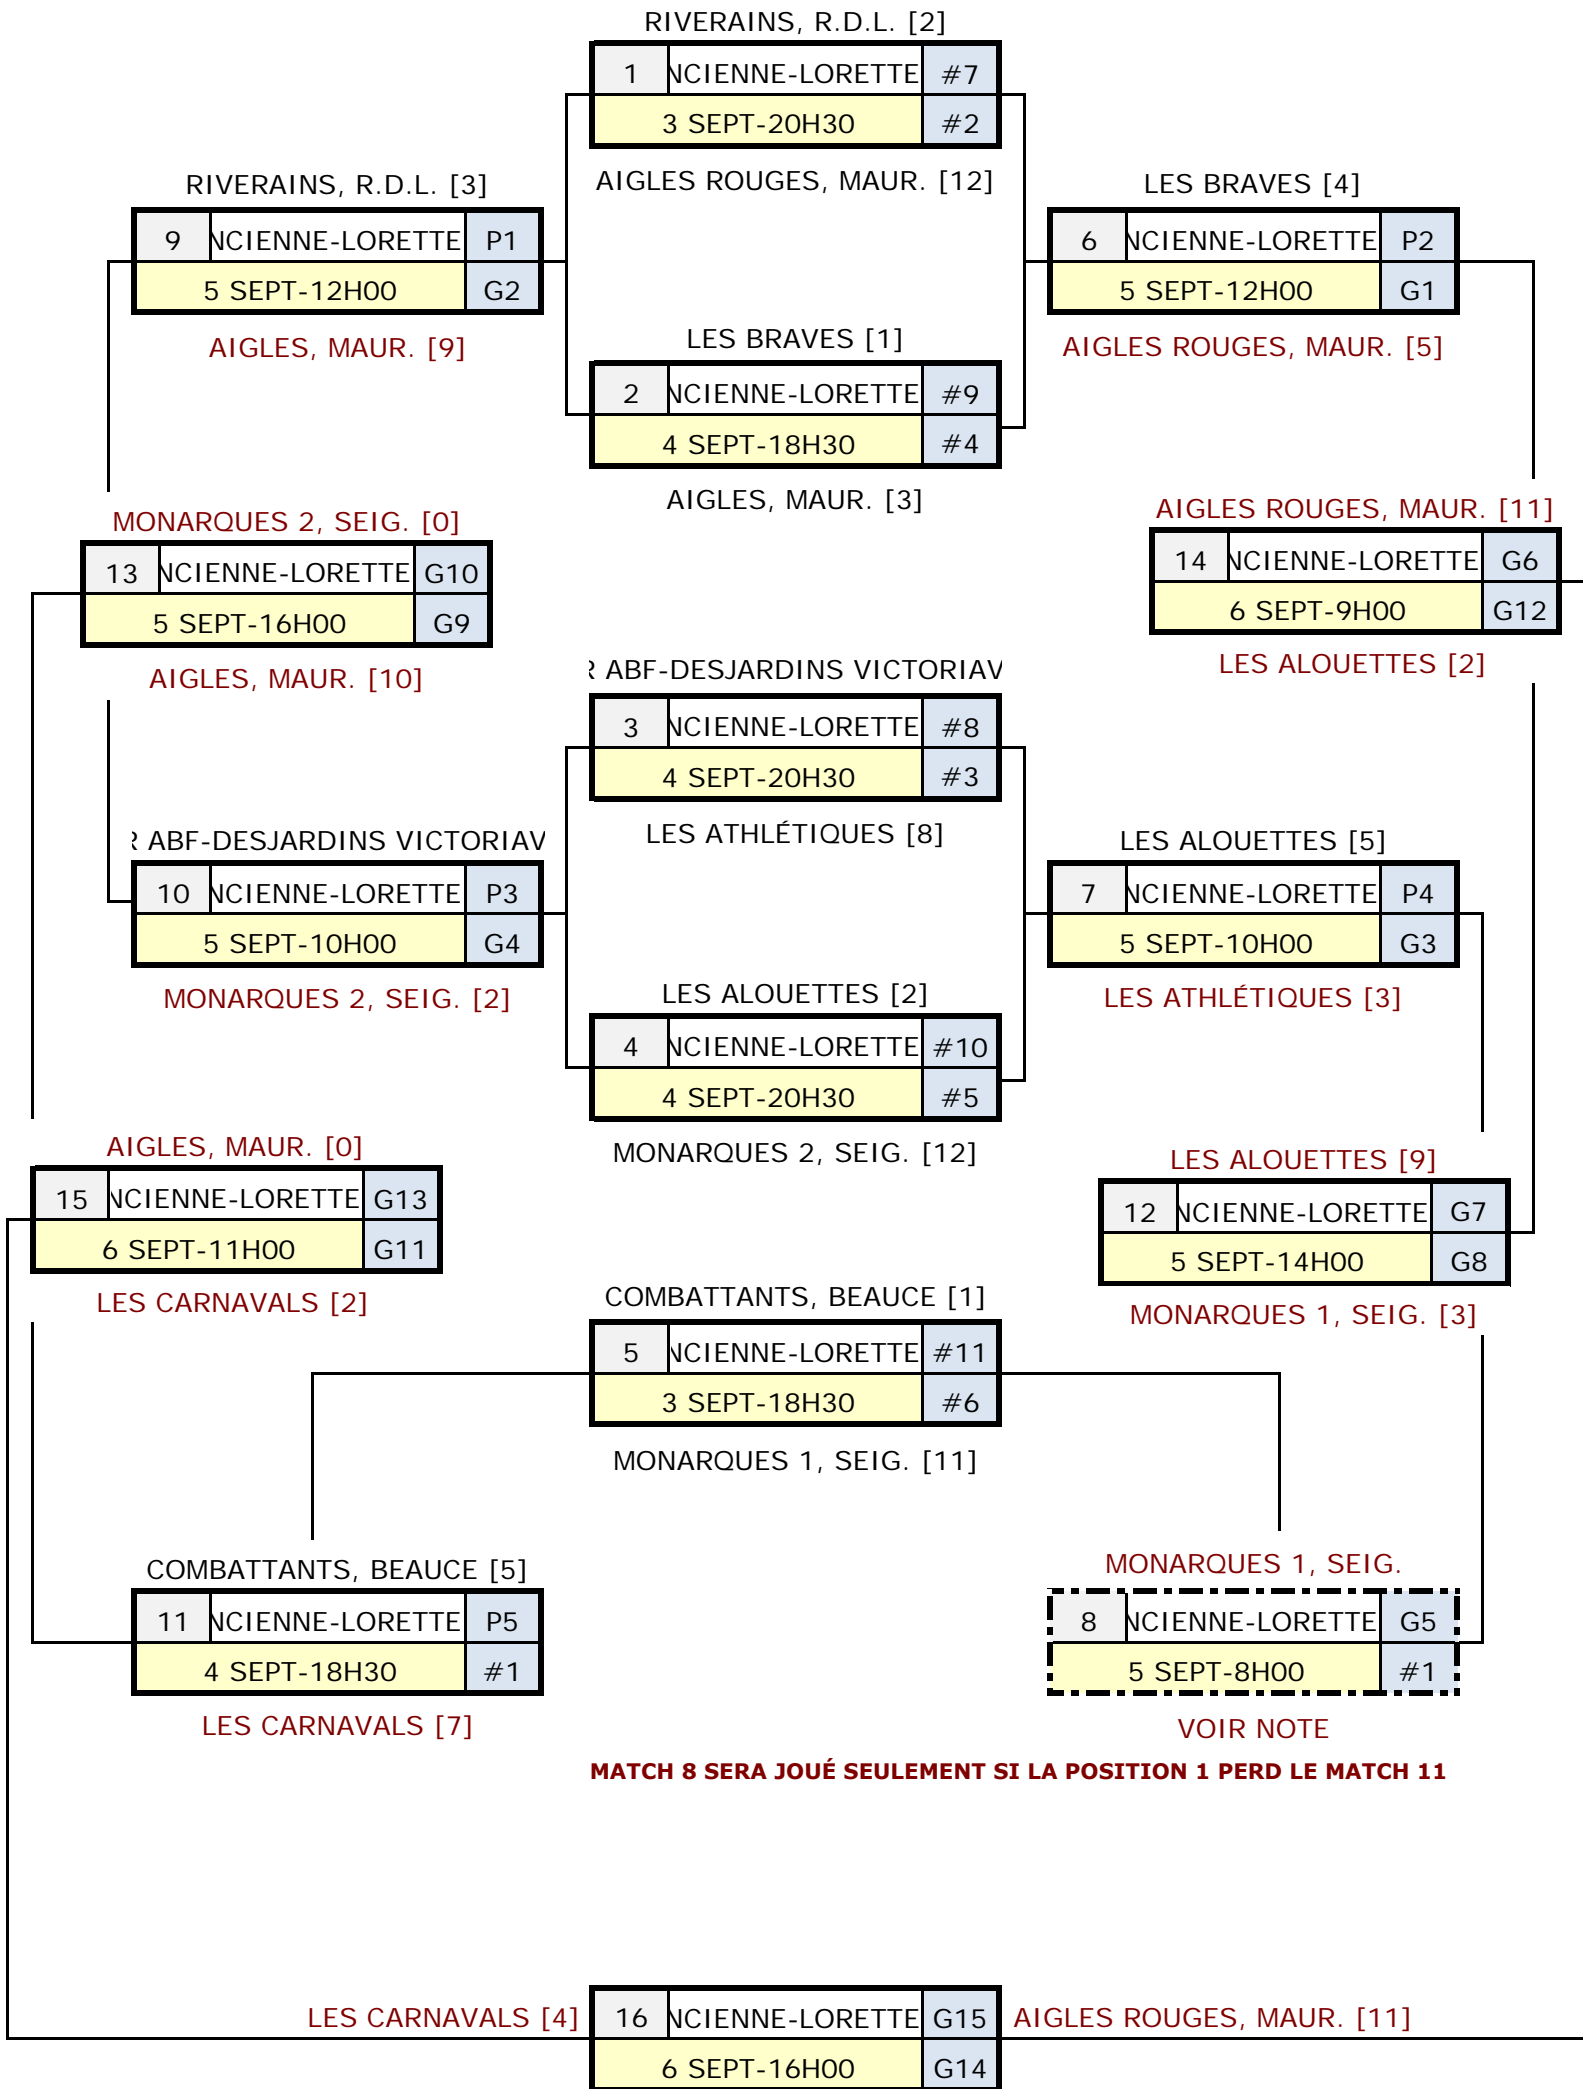 RIVERAINS, R.D.L. [2]
1 NCIENNE-LORETTE #7
3 SEPT-20H30 #2
AIGLES ROUGES, MAUR. [12]
RIVERAINS, R.D.L. [3]
9 NCIENNE-LORETTE P1
5 SEPT-12H00 G2
AIGLES, MAUR. [9]
LES BRAVES [4]
6 NCIENNE-LORETTE P2
5 SEPT-12H00 G1
AIGLES ROUGES, MAUR. [5]
LES BRAVES [1]
2 NCIENNE-LORETTE #9
4 SEPT-18H30 #4
AIGLES, MAUR. [3]
MONARQUES 2, SEIG. [0]
13 NCIENNE-LORETTE G10
5 SEPT-16H00 G9
AIGLES, MAUR. [10]
AIGLES ROUGES, MAUR. [11]
14 NCIENNE-LORETTE G6
6 SEPT-9H00 G12
LES ALOUETTES [2]
R ABF-DESJARDINS VICTORIAV
3 NCIENNE-LORETTE #8
4 SEPT-20H30 #3
LES ATHLÉTIQUES [8]
R ABF-DESJARDINS VICTORIAV
10 NCIENNE-LORETTE P3
5 SEPT-10H00 G4
MONARQUES 2, SEIG. [2]
LES ALOUETTES [5]
7 NCIENNE-LORETTE P4
5 SEPT-10H00 G3
LES ATHLÉTIQUES [3]
LES ALOUETTES [2]
4 NCIENNE-LORETTE #10
4 SEPT-20H30 #5
MONARQUES 2, SEIG. [12]
AIGLES, MAUR. [0]
15 NCIENNE-LORETTE G13
6 SEPT-11H00 G11
LES CARNAVALS [2]
LES ALOUETTES [9]
12 NCIENNE-LORETTE G7
5 SEPT-14H00 G8
MONARQUES 1, SEIG. [3]
COMBATTANTS, BEAUCE [1]
5 NCIENNE-LORETTE #11
3 SEPT-18H30 #6
MONARQUES 1, SEIG. [11]
COMBATTANTS, BEAUCE [5]
11 NCIENNE-LORETTE P5
4 SEPT-18H30 #1
LES CARNAVALS [7]
MONARQUES 1, SEIG.
8 NCIENNE-LORETTE G5
5 SEPT-8H00 #1
VOIR NOTE
MATCH 8 SERA JOUÉ SEULEMENT SI LA POSITION 1 PERD LE MATCH 11
LES CARNAVALS [4] 16 NCIENNE-LORETTE G15 AIGLES ROUGES, MAUR. [11]
6 SEPT-16H00 G14